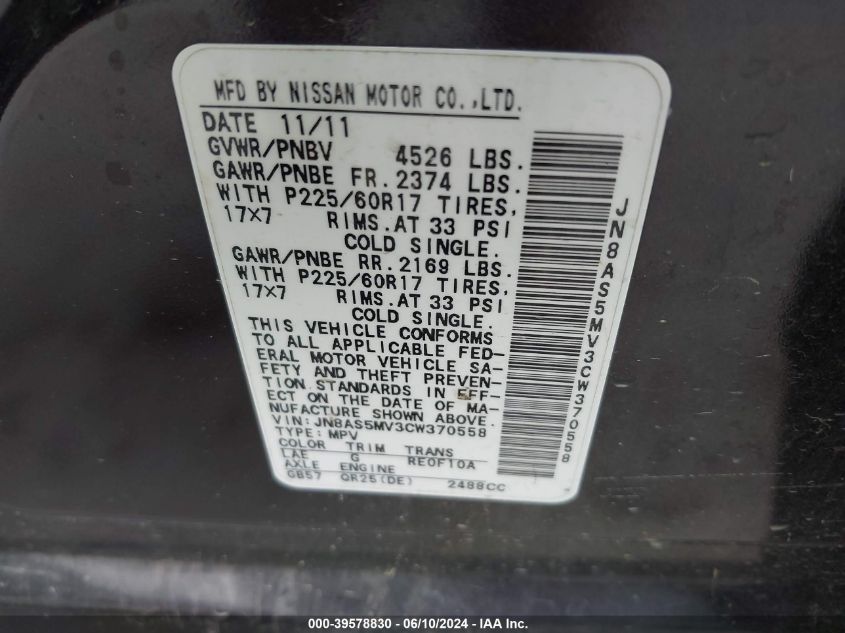 MFD BY NISSAN MOTOR CO.,LTD.
DATE 11/11
GVWR/PNBV 4526 LBS.
GAWR/PNBE FR.2374 LBS.
WITH P225/60R17 TIRES,
17X7 RIMS.AT 33 PSI
COLD SINGLE.
GAWR/PNBE RR.2169 LBS.
WITH P225/60R17 TIRES,
17X7 RIMS.AT 33 PSI
COLD SINGLE.
THIS VEHICLE CONFORMS
TO ALL APPLICABLE FED-
ERAL MOTOR VEHICLE SA-
FETY AND THEFT PREVEN-
TION STANDARDS IN EFF-
ECT ON THE DATE OF MA-
NUFACTURE SHOWN ABOVE.
VIN:JN8AS5MV3CW370558
TYPE:MPV
COLOR TRIM TRANS
LAE G RE0F10A
AXLE ENGINE
GB57 QR25(DE) 2488CC
JN8AS5MV3CW370558
000-39578830 - 06/10/2024 - IAA Inc.